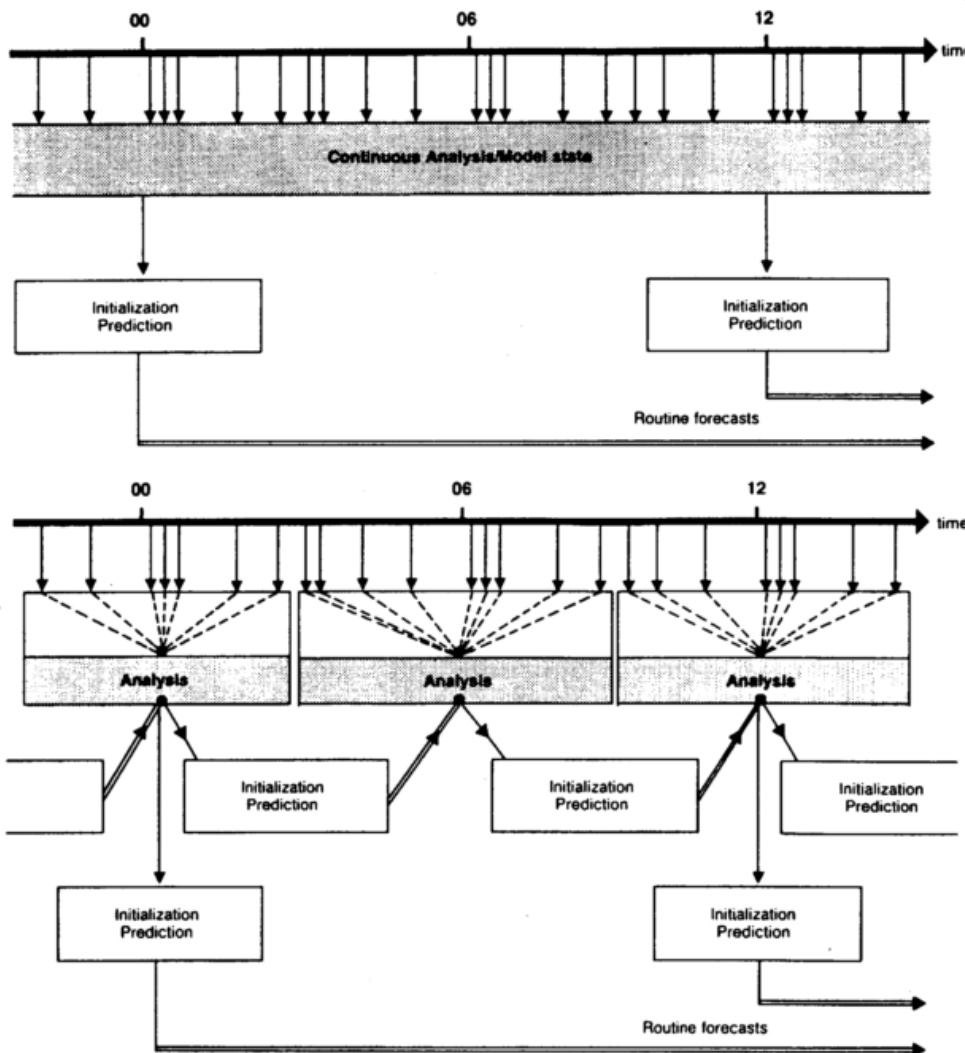 00 06 12
time
Continuous Analysis/Model state
Initialization
Prediction
Initialization
Prediction
Routine forecasts
00 06 12
time
Analysis
Analysis
Analysis
Initialization
Prediction
Initialization
Prediction
Initialization
Prediction
Initialization
Prediction
Initialization
Prediction
Routine forecasts